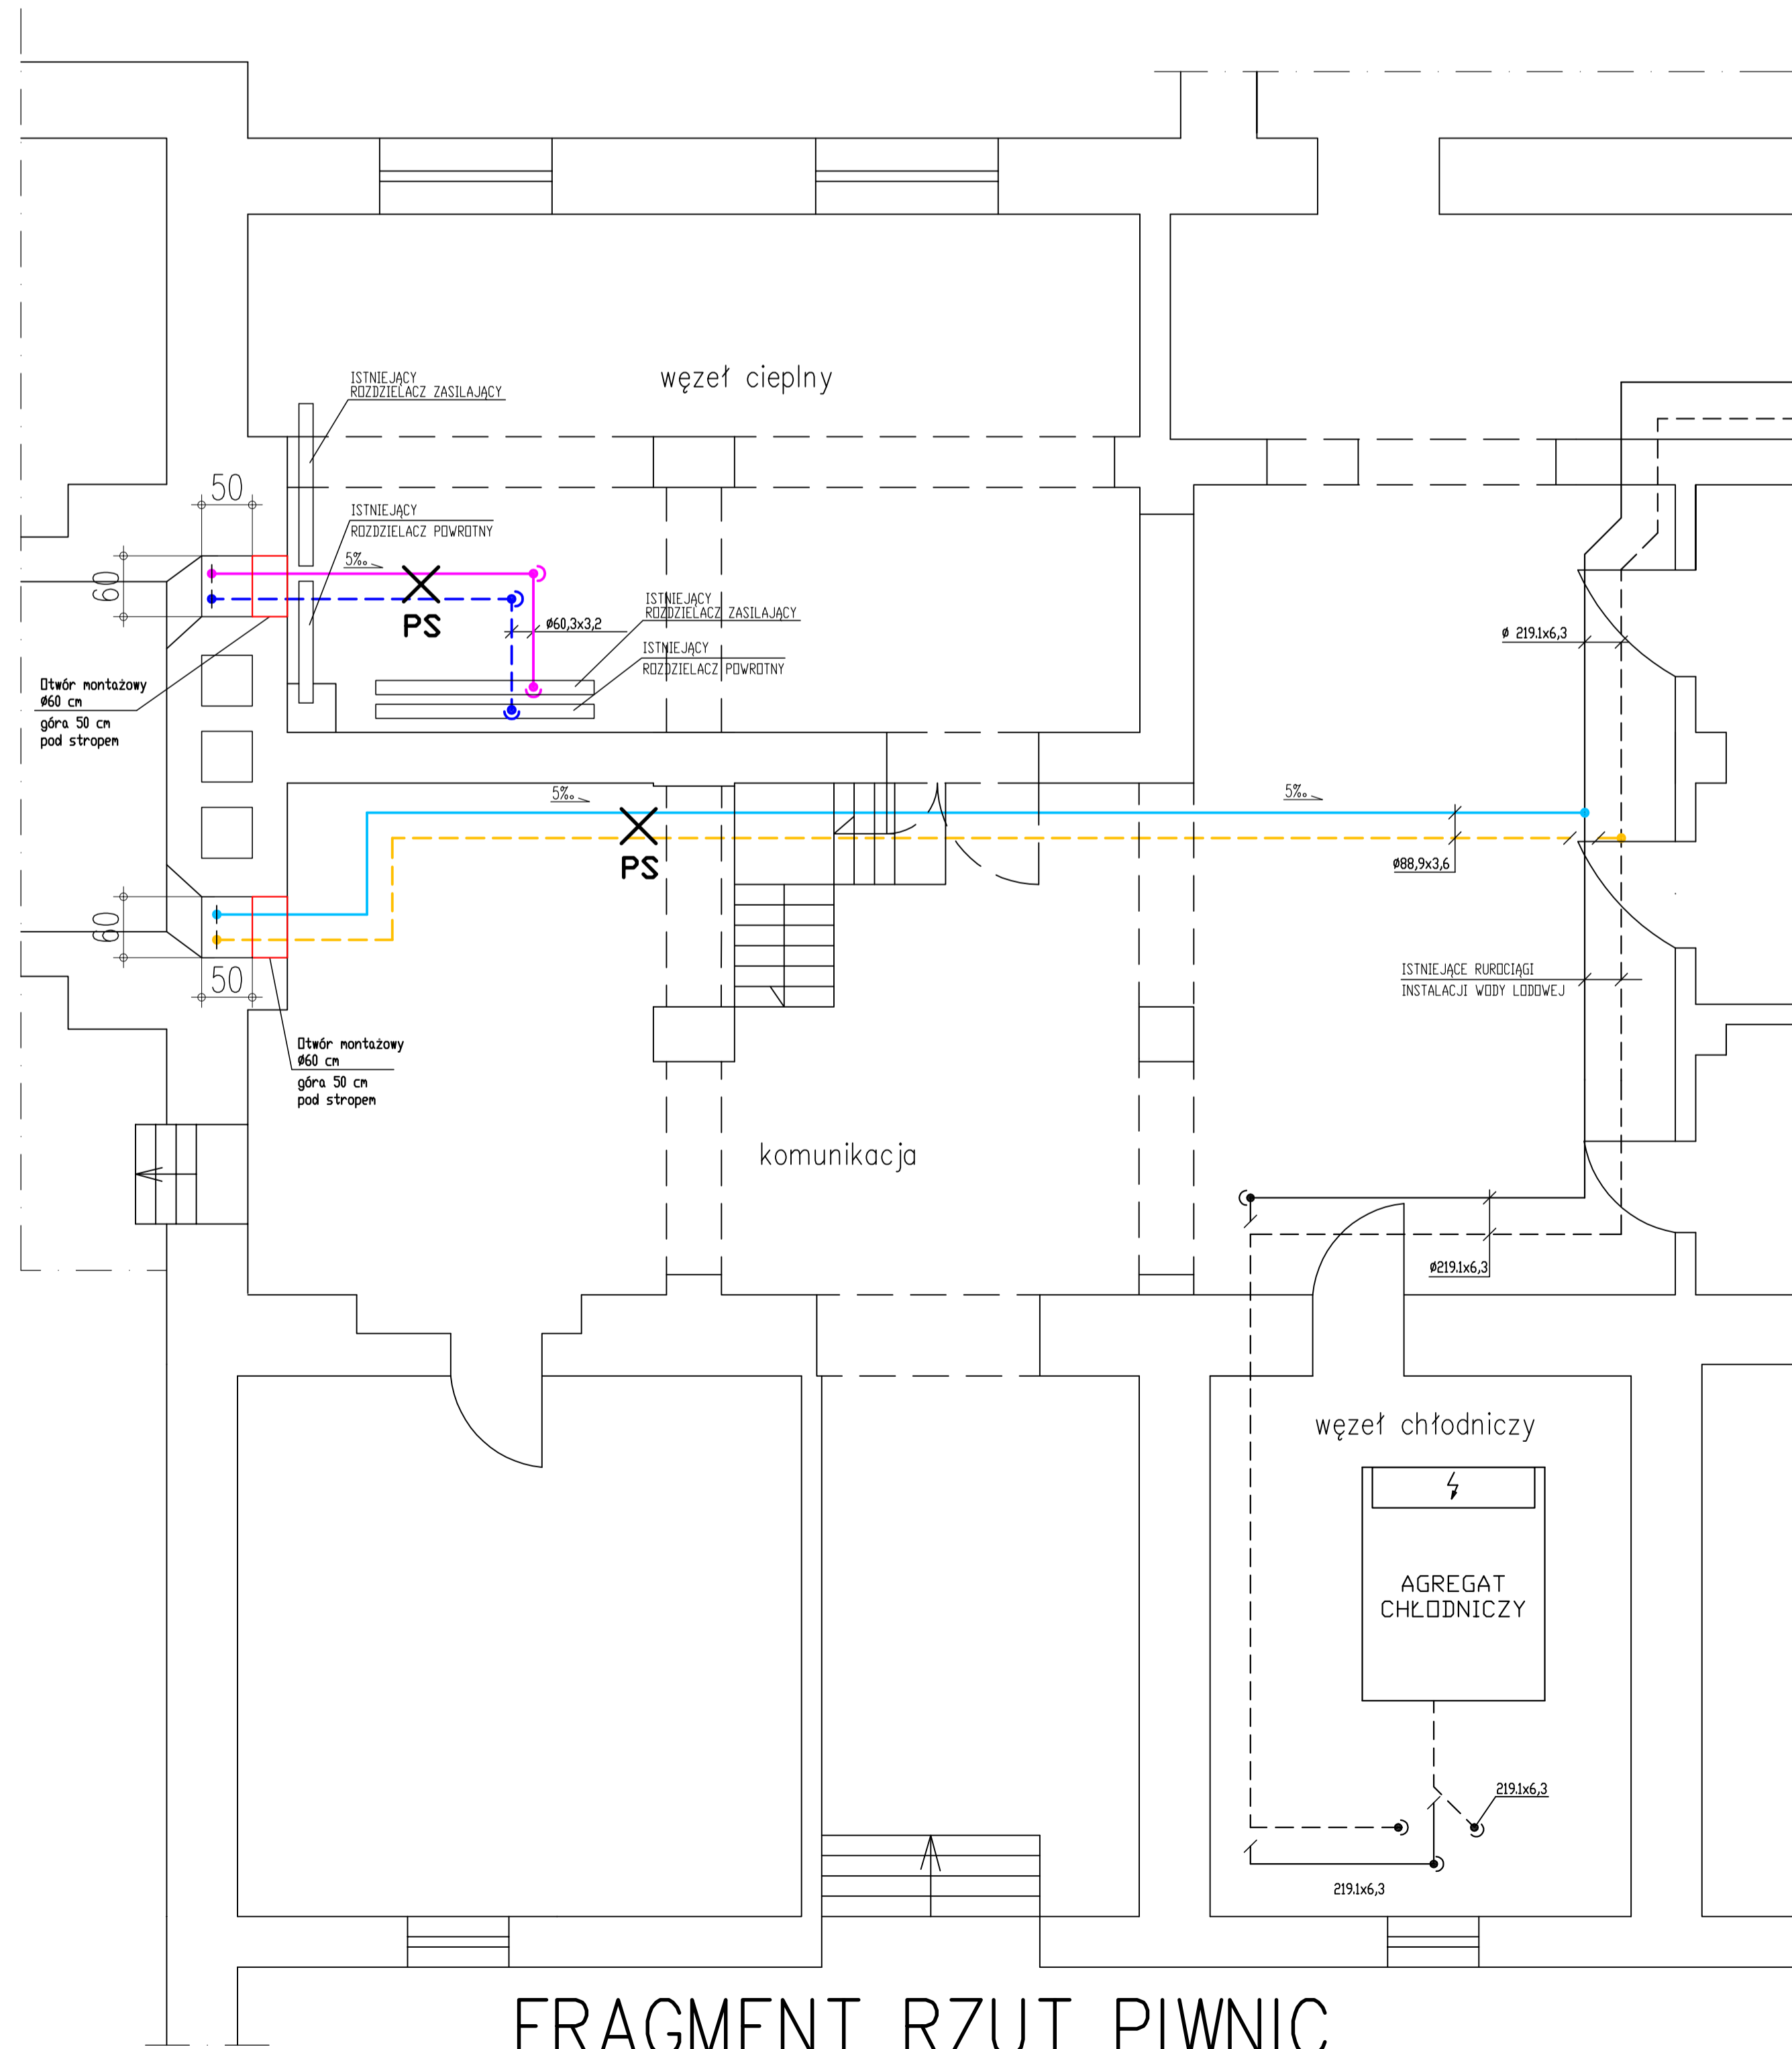 węzeł cieplny
ISTNIEJĄCY
ROZDZIELACZ ZASILAJĄCY
50
ISTNIEJĄCY
ROZDZIELACZ POWROTNY
5‰
60
PS
Ø60,3x3,2
ISTNIEJĄCY
ROZDZIELACZ ZASILAJĄCY
ISTNIEJĄCY
ROZDZIELACZ POWROTNY
Ø 219.1x6,3
Otwór montażowy
Ø60 cm
góra 50 cm
pod stropem
5‰
5‰
PS
Ø88,9x3,6
60
50
ISTNIEJĄCE RUROCIĄGI
INSTALACJI WODY LODOWEJ
Otwór montażowy
Ø60 cm
góra 50 cm
pod stropem
komunikacja
Ø219.1x6,3
węzeł chłodniczy
AGREGAT
CHŁODNICZY
219.1x6,3
219.1x6,3
FRAGMENT RZUT PIWNIC